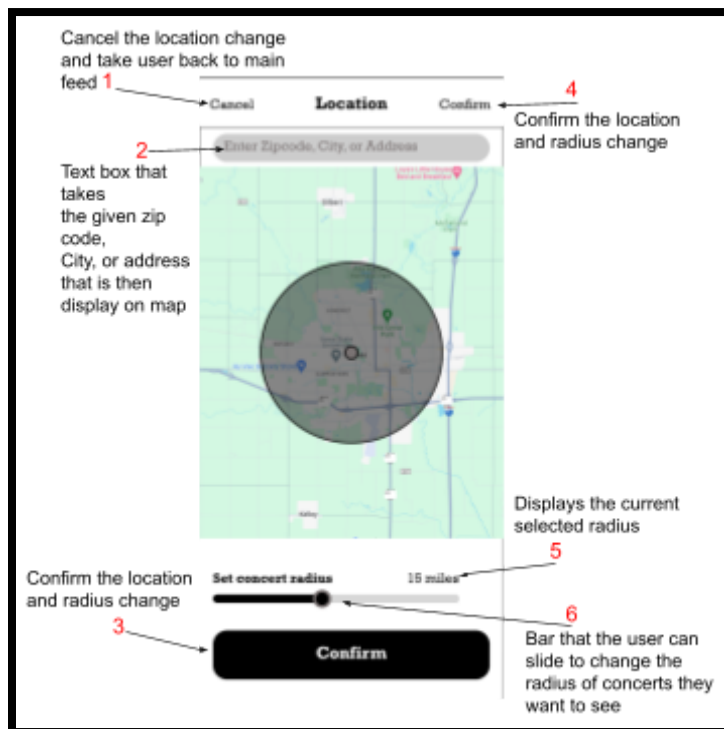 Cancel the location change
and take user back to main
feed 1
4
Cancel
Location
Confirm
Confirm the location
and radius change
2
Enter Zipcode, City, or Address
Text box that
takes
the given zip
code,
City, or address
that is then
display on map
Gilbert
Kelley
Displays the current
selected radius
5
Confirm the location
and radius change
3
Set concert radius
15 miles
6
Confirm
Bar that the user can
slide to change the
radius of concerts they
want to see